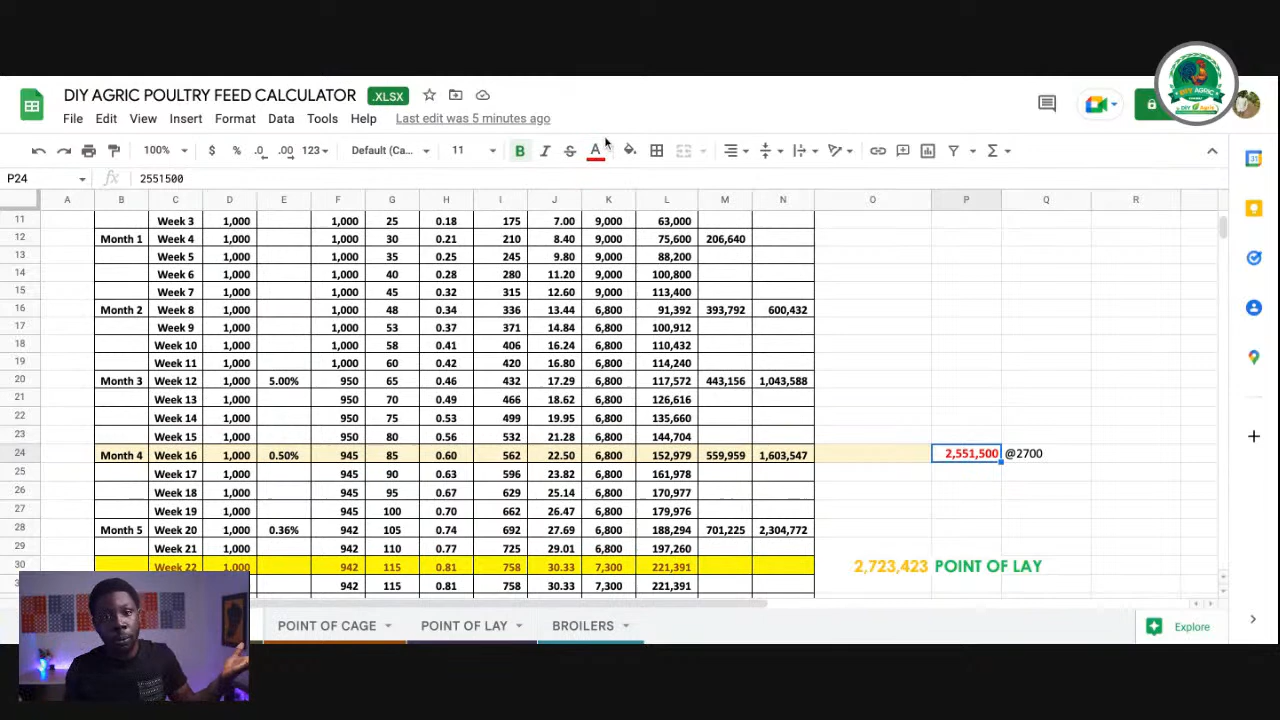 DIY AGRIC POULTRY FEED CALCULATOR .XLSX
File Edit View Insert Format Data Tools Help Last edit was 5 minutes ago
100% $ % .0 .00 123 Default (Ca... 11 B I S A
P24 fx 2551500
A B C D E F G H I J K L M N O P Q R
11 Week 3 1,000 1,000 25 0.18 175 7.00 9,000 63,000
12 Month 1 Week 4 1,000 1,000 30 0.21 210 8.40 9,000 75,600 206,640
13 Week 5 1,000 1,000 35 0.25 245 9.80 9,000 88,200
14 Week 6 1,000 1,000 40 0.28 280 11.20 9,000 100,800
15 Week 7 1,000 1,000 45 0.32 315 12.60 9,000 113,400
16 Month 2 Week 8 1,000 1,000 48 0.34 336 13.44 6,800 91,392 393,792 600,432
17 Week 9 1,000 1,000 53 0.37 371 14.84 6,800 100,912
18 Week 10 1,000 1,000 58 0.41 406 16.24 6,800 110,432
19 Week 11 1,000 1,000 60 0.42 420 16.80 6,800 114,240
20 Month 3 Week 12 1,000 5.00% 950 65 0.46 432 17.29 6,800 117,572 443,156 1,043,588
21 Week 13 1,000 950 70 0.49 466 18.62 6,800 126,616
22 Week 14 1,000 950 75 0.53 499 19.95 6,800 135,660
23 Week 15 1,000 950 80 0.56 532 21.28 6,800 144,704
24 Month 4 Week 16 1,000 0.50% 945 85 0.60 562 22.50 6,800 152,979 559,959 1,603,547 2,551,500 @2700
25 Week 17 1,000 945 90 0.63 596 23.82 6,800 161,978
26 Week 18 1,000 945 95 0.67 629 25.14 6,800 170,977
27 Week 19 1,000 945 100 0.70 662 26.47 6,800 179,976
28 Month 5 Week 20 1,000 0.36% 942 105 0.74 692 27.69 6,800 188,294 701,225 2,304,772
29 Week 21 1,000 942 110 0.77 725 29.01 6,800 197,260
30 Week 22 1,000 942 115 0.81 758 30.33 7,300 221,391 2,723,423 POINT OF LAY
942 115 0.81 758 30.33 7,300 221,391
POINT OF CAGE POINT OF LAY BROILERS Explore